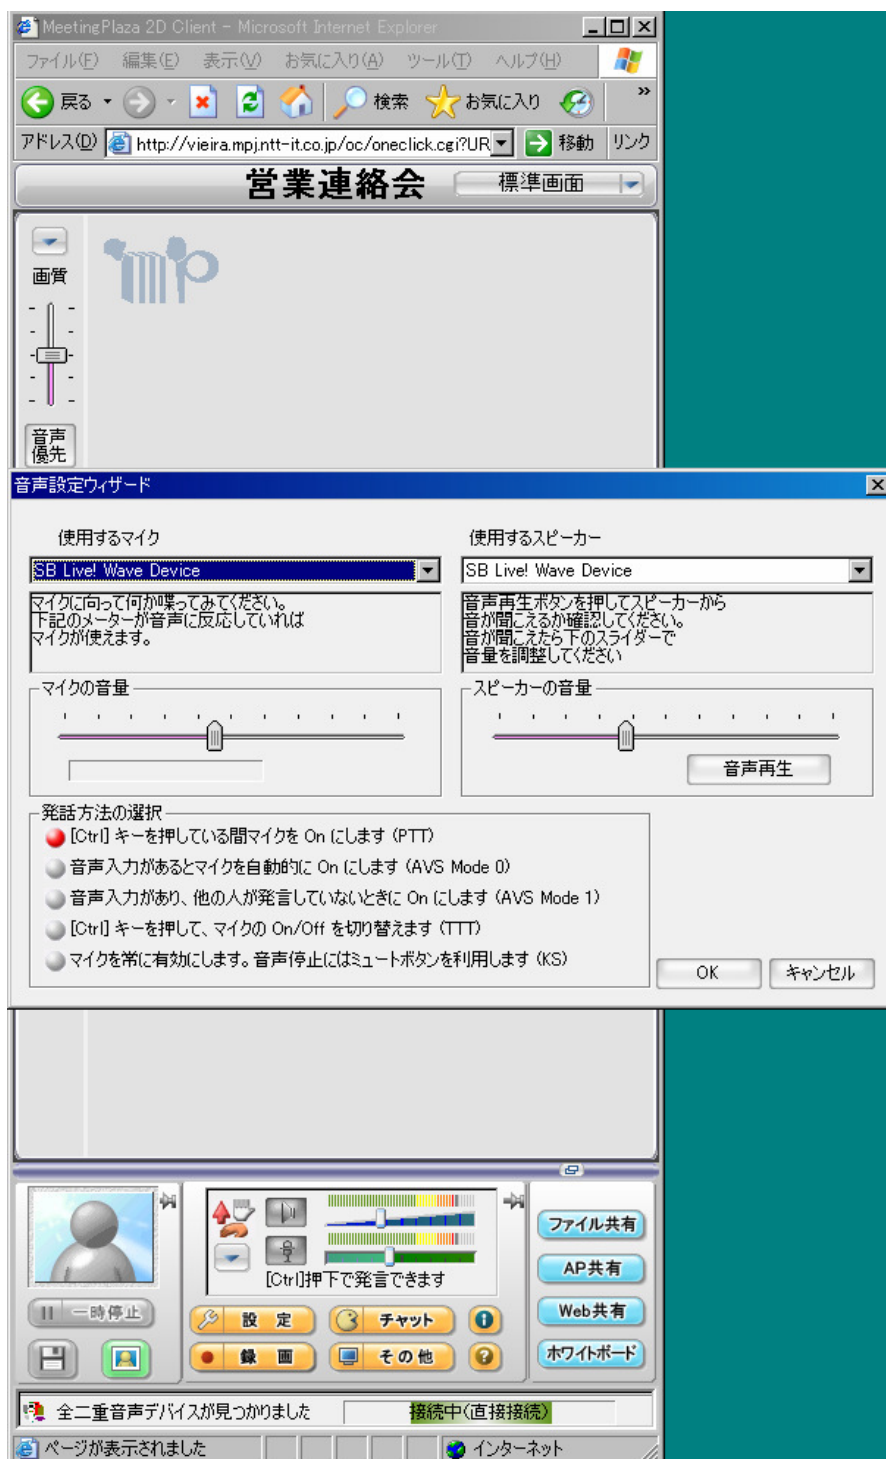 MeetingPlaza 2D Client - Microsoft Internet Explorer
ファイル(F) 編集(E) 表示(V) お気に入り(A) ツール(T) ヘルプ(H)
戻る 検索 お気に入り »
アドレス(D) http://vieira.mpj.ntt-it.co.jp/oc/oneclick.cgi?UR 移動 リンク
営業連絡会 標準画面
mp
画質
音声
優先
音声設定ウィザード
使用するマイク
SB Live! Wave Device
マイクに向って何か喋ってみてください。
下記のメーターが音声に反応していれば
マイクが使えます。
使用するスピーカー
SB Live! Wave Device
音声再生ボタンを押してスピーカーから
音が聞こえるか確認してください。
音が聞こえたら下のスライダーで
音量を調整してください
マイクの音量
スピーカーの音量
音声再生
発話方法の選択
[Ctrl] キーを押している間マイクを On にします (PTT)
音声入力があるとマイクを自動的に On にします (AVS Mode 0)
音声入力があり、他の人が発言していないときに On にします (AVS Mode 1)
[Ctrl] キーを押して、マイクの On/Off を切り替えます (TTT)
マイクを常に有効にします。音声停止にはミュートボタンを利用します (KS)
OK キャンセル
[Ctrl]押下で発言できます
一時停止
設 定 チャット
録 画 その他
ファイル共有
AP共有
Web共有
ホワイトボード
全二重音声デバイスが見つかりました 接続中(直接接続)
ページが表示されました インターネット